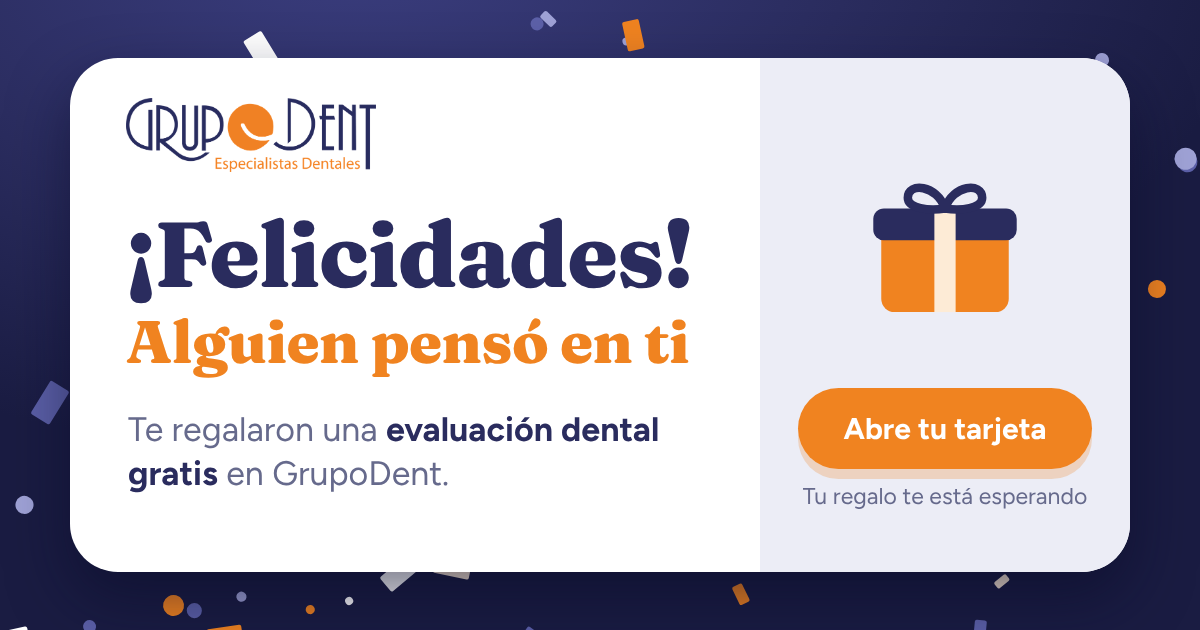 GRUPODENT
Especialistas Dentales
¡Felicidades!
Alguien pensó en ti
Te regalaron una evaluación dental
gratis en GrupoDent.
Abre tu tarjeta
Tu regalo te está esperando